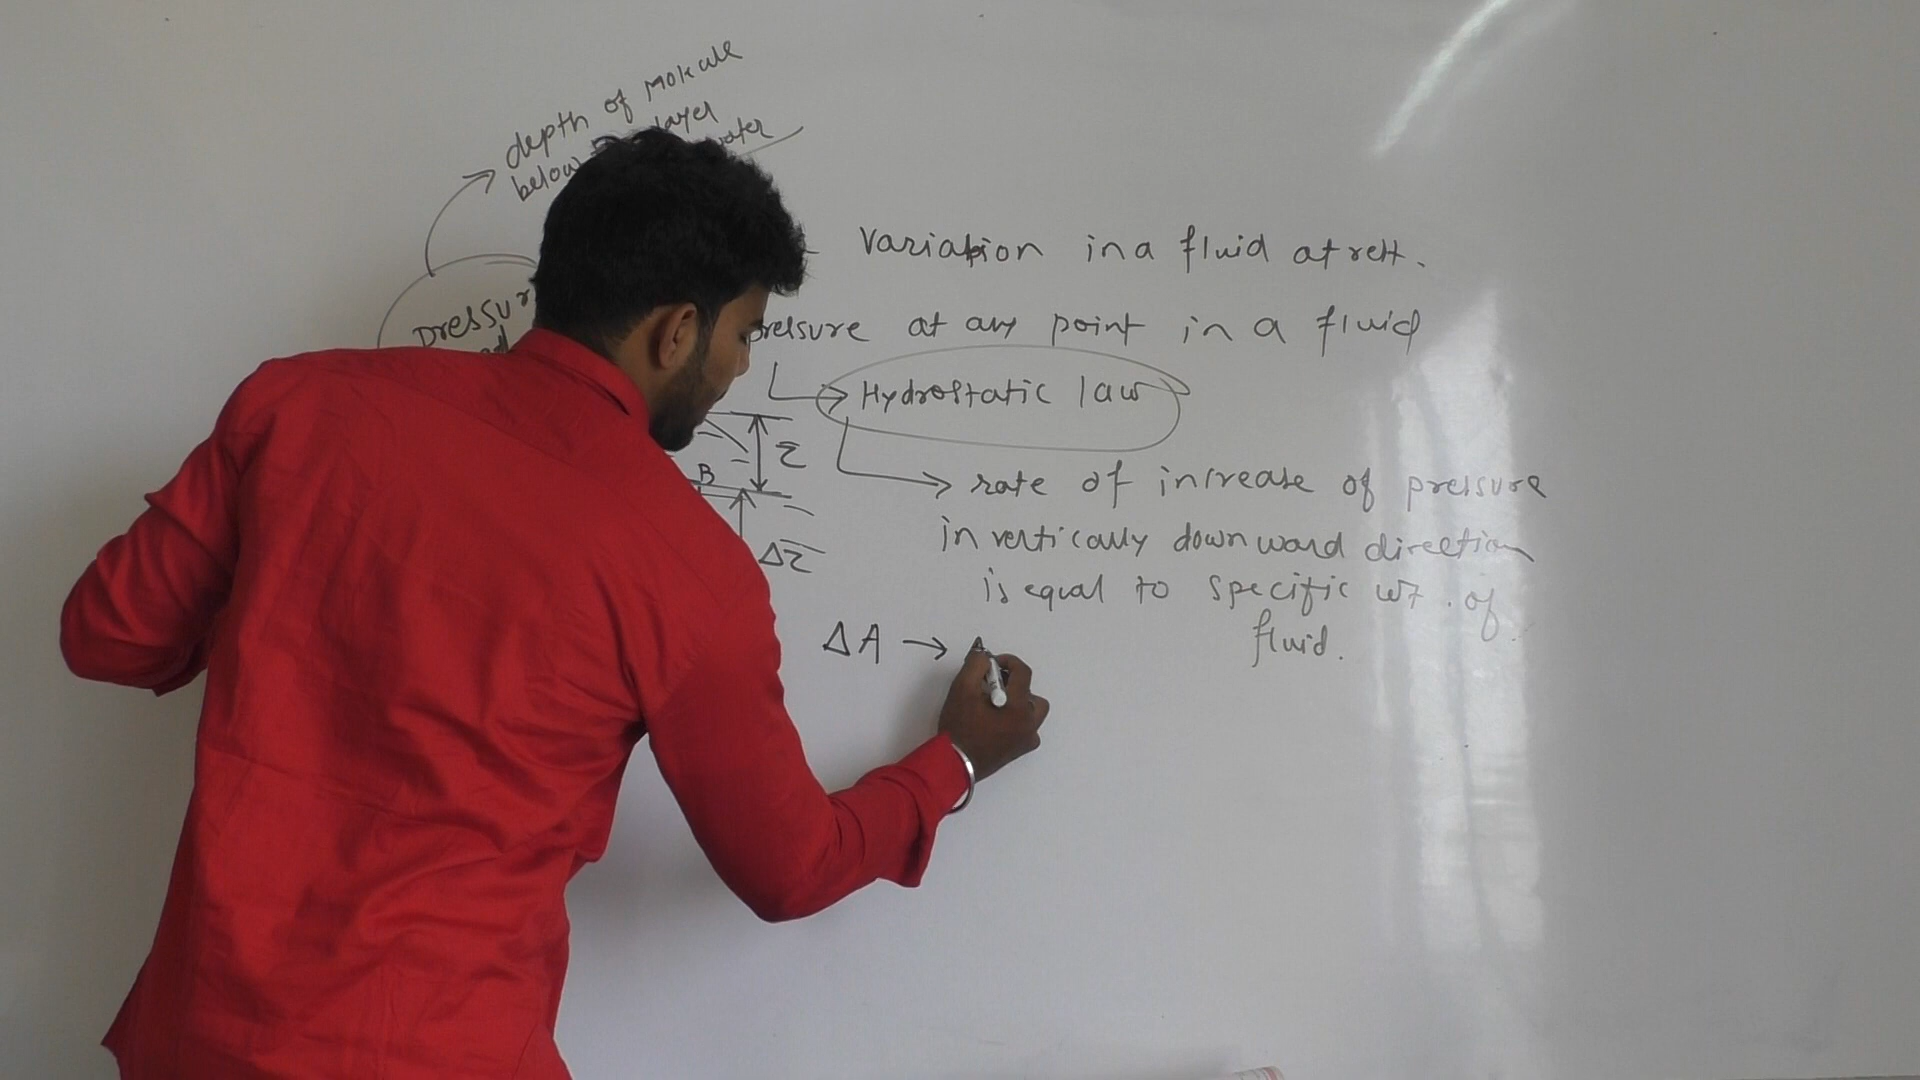 depth of molecule
below layer
water
variation in a fluid at rest.
Pressur
pressure at any point in a fluid
Hydrostatic law
Z
B
rate of increase of pressure
in vertically downward direction
ΔZ
is equal to specific wt. of
fluid.
ΔA →